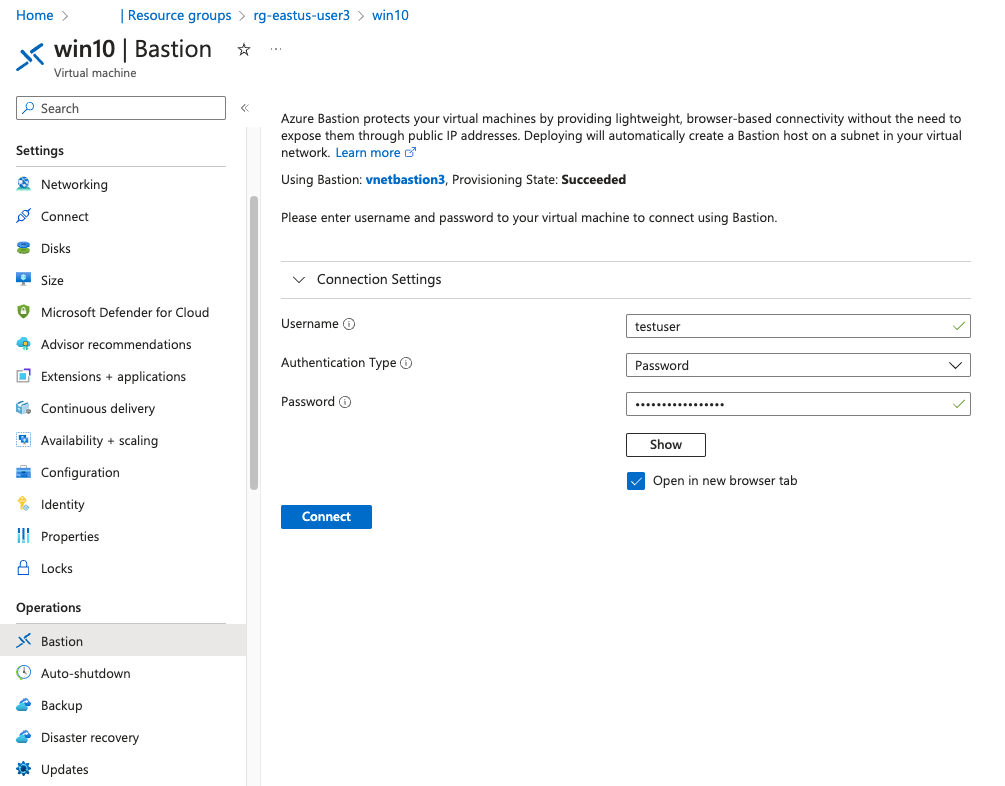 Home > | Resource groups > rg-eastus-user3 > win10
win10 | Bastion
Virtual machine
Search
Settings
Networking
Connect
Disks
Size
Microsoft Defender for Cloud
Advisor recommendations
Extensions + applications
Continuous delivery
Availability + scaling
Configuration
Identity
Properties
Locks
Operations
Bastion
Auto-shutdown
Backup
Disaster recovery
Updates
Azure Bastion protects your virtual machines by providing lightweight, browser-based connectivity without the need to
expose them through public IP addresses. Deploying will automatically create a Bastion host on a subnet in your virtual
network. Learn more
Using Bastion: vnetbastion3, Provisioning State: Succeeded
Please enter username and password to your virtual machine to connect using Bastion.
Connection Settings
Username
testuser
Authentication Type
Password
Password
•••••••••••••••••
Show
Open in new browser tab
Connect